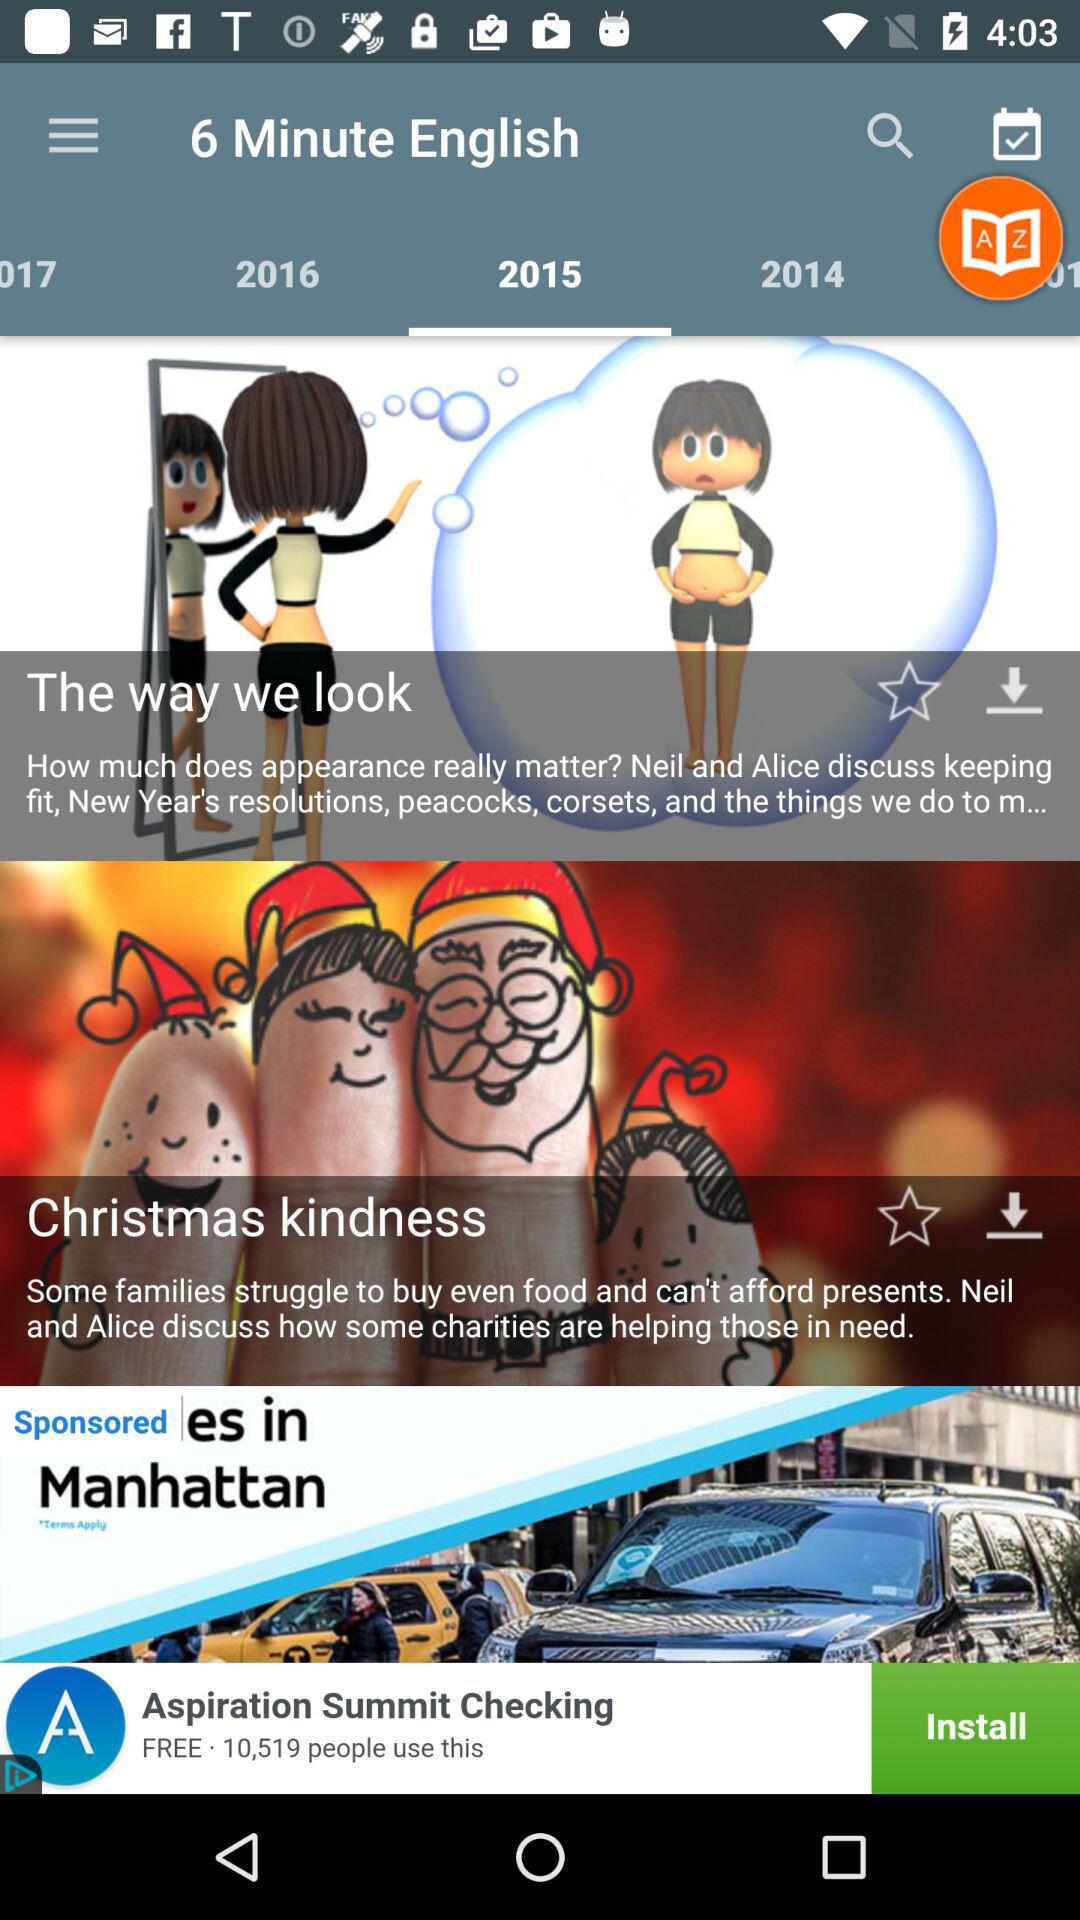 FAKE
4:03
6 Minute English
A Z
017 2016 2015 2014 01
The way we look
How much does appearance really matter? Neil and Alice discuss keeping
fit, New Year's resolutions, peacocks, corsets, and the things we do to m...
Christmas kindness
Some families struggle to buy even food and can't afford presents. Neil
and Alice discuss how some charities are helping those in need.
Sponsored es in
Manhattan
*Terms Apply
Aspiration Summit Checking
FREE · 10,519 people use this
Install